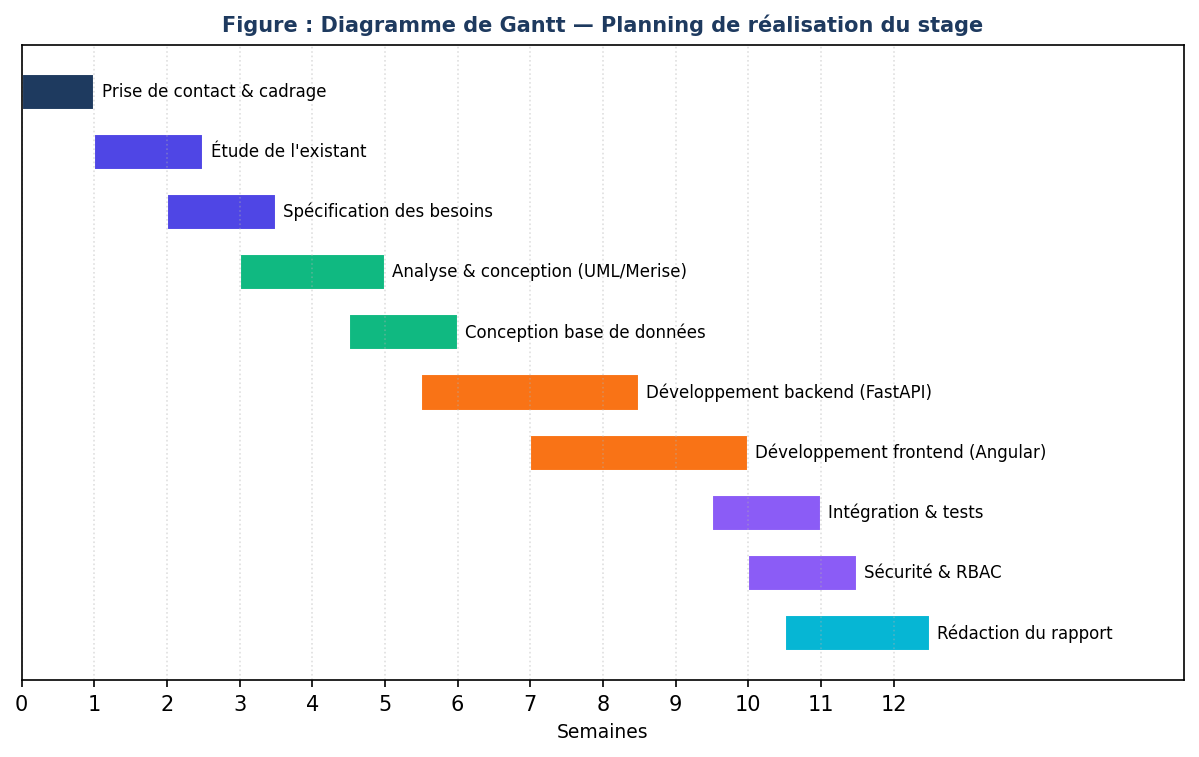 Figure : Diagramme de Gantt — Planning de réalisation du stage
Prise de contact & cadrage
Étude de l'existant
Spécification des besoins
Analyse & conception (UML/Merise)
Conception base de données
Développement backend (FastAPI)
Développement frontend (Angular)
Intégration & tests
Sécurité & RBAC
Rédaction du rapport
0 1 2 3 4 5 6 7 8 9 10 11 12
Semaines